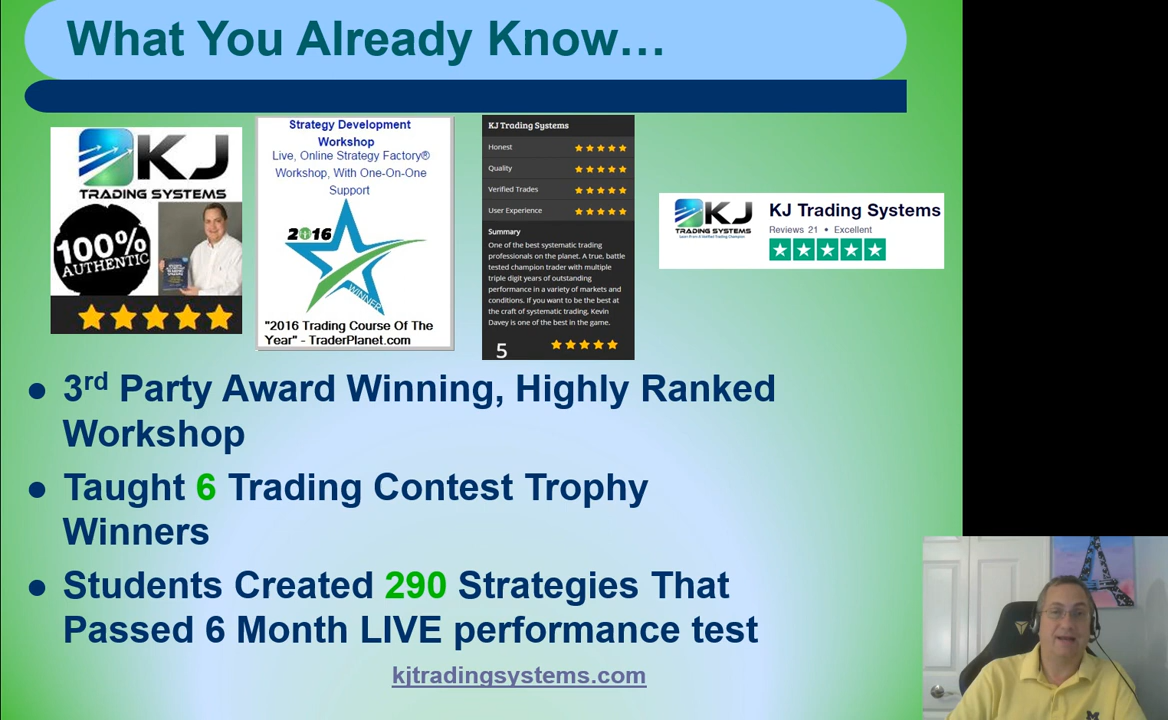 What You Already Know…
KJ
TRADING SYSTEMS
100%
AUTHENTIC
Strategy Development
Workshop
Live, Online Strategy Factory®
Workshop, With One-On-One
Support
2016
WINNER
"2016 Trading Course Of The
Year" - TraderPlanet.com
KJ Trading Systems
Honest
Quality
Verified Trades
User Experience
Summary
One of the best systematic trading
professionals on the planet. A true, battle
tested champion trader with multiple
triple digit years of outstanding
performance in a variety of markets and
conditions. If you want to be the best at
the craft of systematic trading, Kevin
Davey is one of the best in the game.
5
KJ
TRADING SYSTEMS
KJ Trading Systems
Reviews 21 • Excellent
● 3rd Party Award Winning, Highly Ranked
Workshop
● Taught 6 Trading Contest Trophy
Winners
● Students Created 290 Strategies That
Passed 6 Month LIVE performance test
kjtradingsystems.com
M